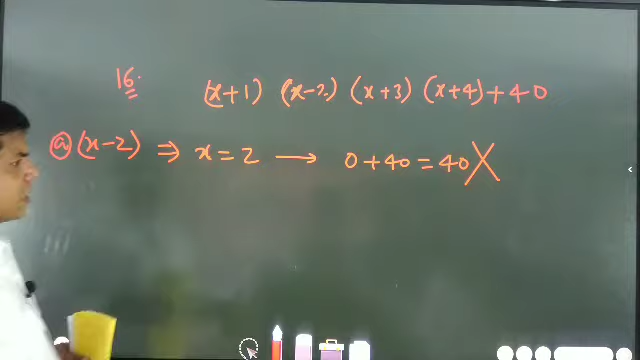 16.
(x+1) (x-2) (x+3) (x+4)+40
(a) (x-2) ⇒ x = 2 ⟶ 0+40 = 40 X